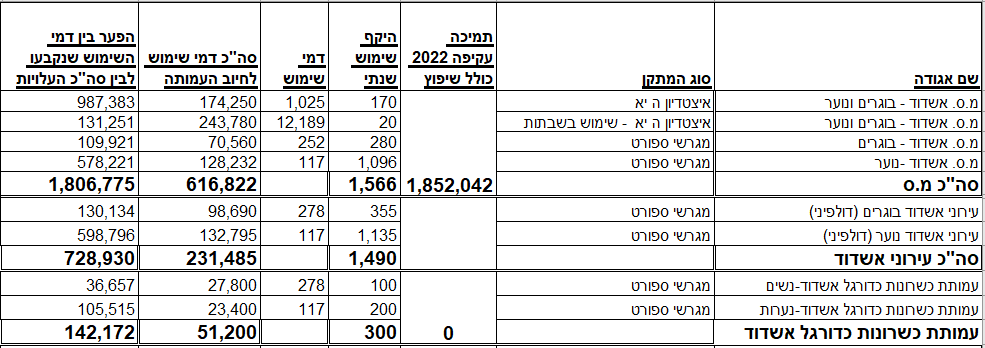 שם אגודה סוג המתקן תמיכה עקיפה 2022 כולל שיפוץ היקף שימוש שנתי דמי שימוש סה"כ דמי שימוש לחיוב העמותה הפער בין דמי השימוש שנקבעו לבין סה"כ העלויות
מ.ס. אשדוד - בוגרים ונוער איצטדיון ה יא 170 1,025 174,250 987,383
מ.ס. אשדוד - בוגרים ונוער איצטדיון ה יא - שימוש בשבתות 20 12,189 243,780 131,251
מ.ס. אשדוד - בוגרים מגרשי ספורט 280 252 70,560 109,921
מ.ס. אשדוד -נוער מגרשי ספורט 1,096 117 128,232 578,221
סה"כ מ.ס 1,852,042 1,566 616,822 1,806,775
עירוני אשדוד בוגרים (דולפיני) מגרשי ספורט 355 278 98,690 130,134
עירוני אשדוד נוער (דולפיני) מגרשי ספורט 1,135 117 132,795 598,796
סה"כ עירוני אשדוד 1,490 231,485 728,930
עמותת כשרונות כדורגל אשדוד-נשים מגרשי ספורט 100 278 27,800 36,657
עמותת כשרונות כדורגל אשדוד-נערות מגרשי ספורט 200 117 23,400 105,515
עמותת כשרונות כדורגל אשדוד 0 300 51,200 142,172